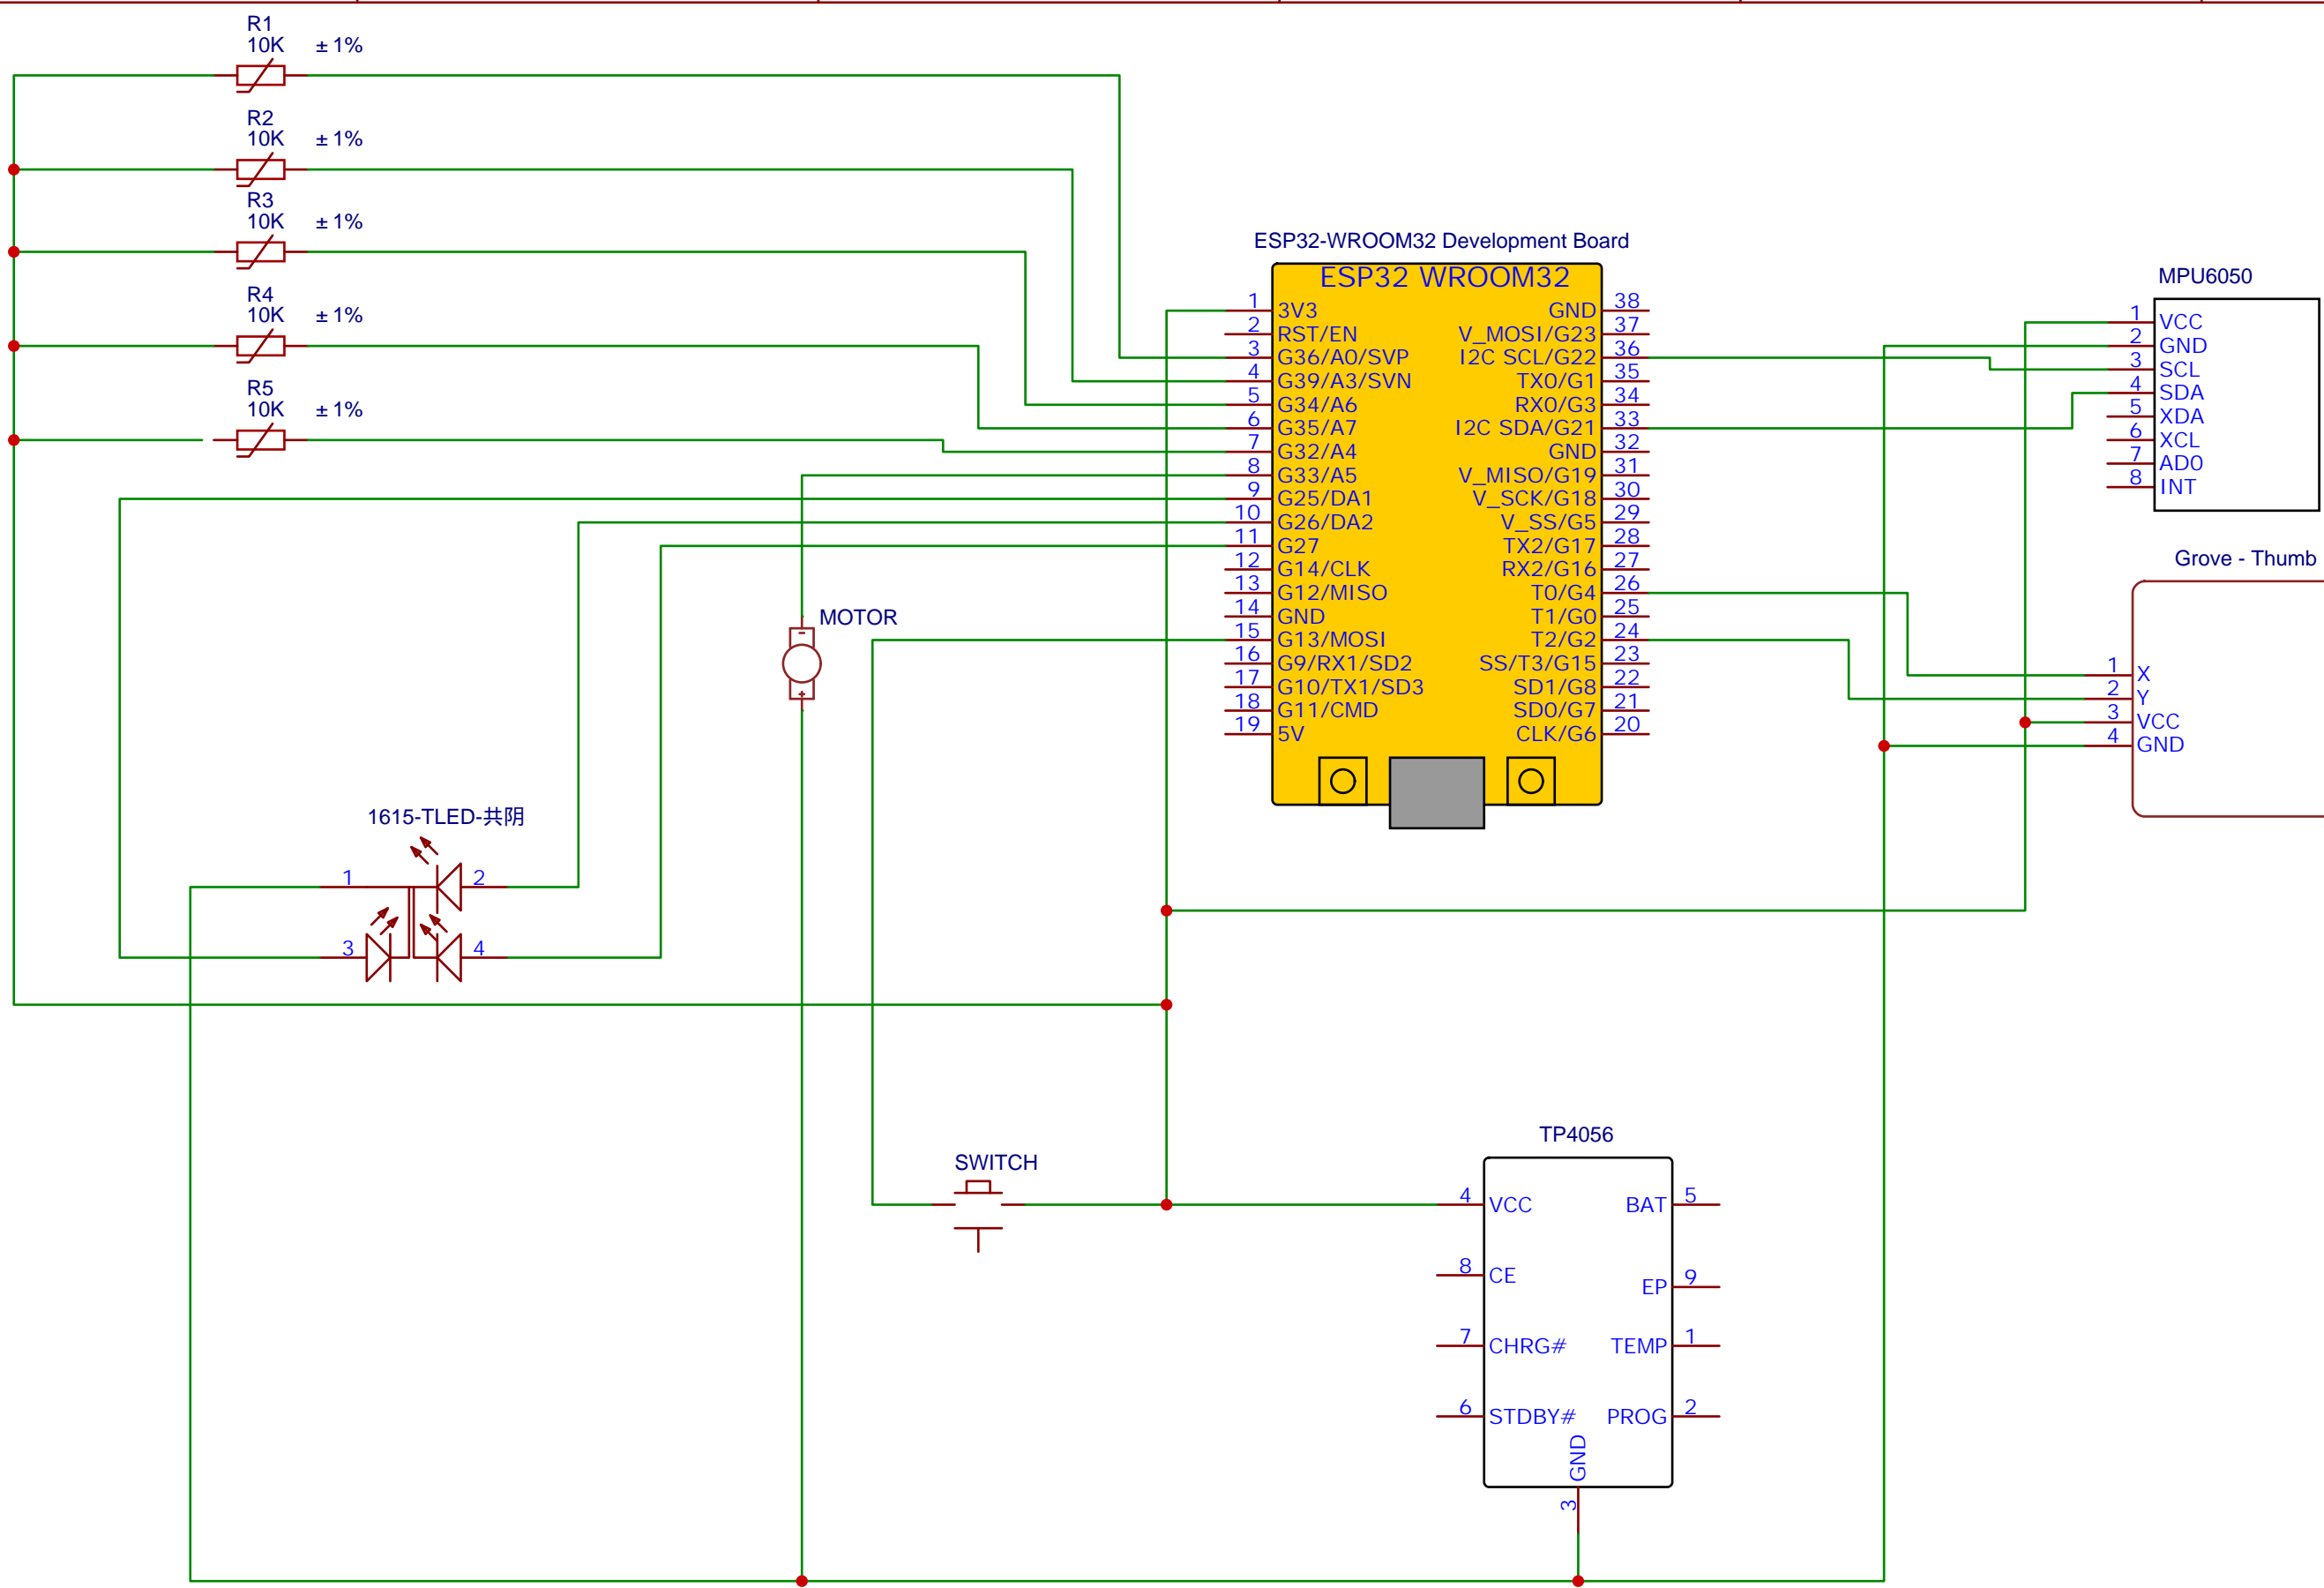 R1
10K ±1%
R2
10K ±1%
R3
10K ±1%
R4
10K ±1%
R5
10K ±1%
ESP32-WROOM32 Development Board
ESP32 WROOM32
1 3V3 GND 38
2 RST/EN V_MOSI/G23 37
3 G36/A0/SVP I2C SCL/G22 36
4 G39/A3/SVN TX0/G1 35
5 G34/A6 RX0/G3 34
6 G35/A7 I2C SDA/G21 33
7 G32/A4 GND 32
8 G33/A5 V_MISO/G19 31
9 G25/DA1 V_SCK/G18 30
10 G26/DA2 V_SS/G5 29
11 G27 TX2/G17 28
12 G14/CLK RX2/G16 27
13 G12/MISO T0/G4 26
14 GND T1/G0 25
15 G13/MOSI T2/G2 24
16 G9/RX1/SD2 SS/T3/G15 23
17 G10/TX1/SD3 SD1/G8 22
18 G11/CMD SD0/G7 21
19 5V CLK/G6 20
MPU6050
1 VCC
2 GND
3 SCL
4 SDA
5 XDA
6 XCL
7 AD0
8 INT
Grove - Thumb
1 X
2 Y
3 VCC
4 GND
MOTOR
-
+
1615-TLED-共阴
1 2
3 4
SWITCH
TP4056
4 VCC BAT 5
8 CE EP 9
7 CHRG# TEMP 1
6 STDBY# PROG 2
GND
3